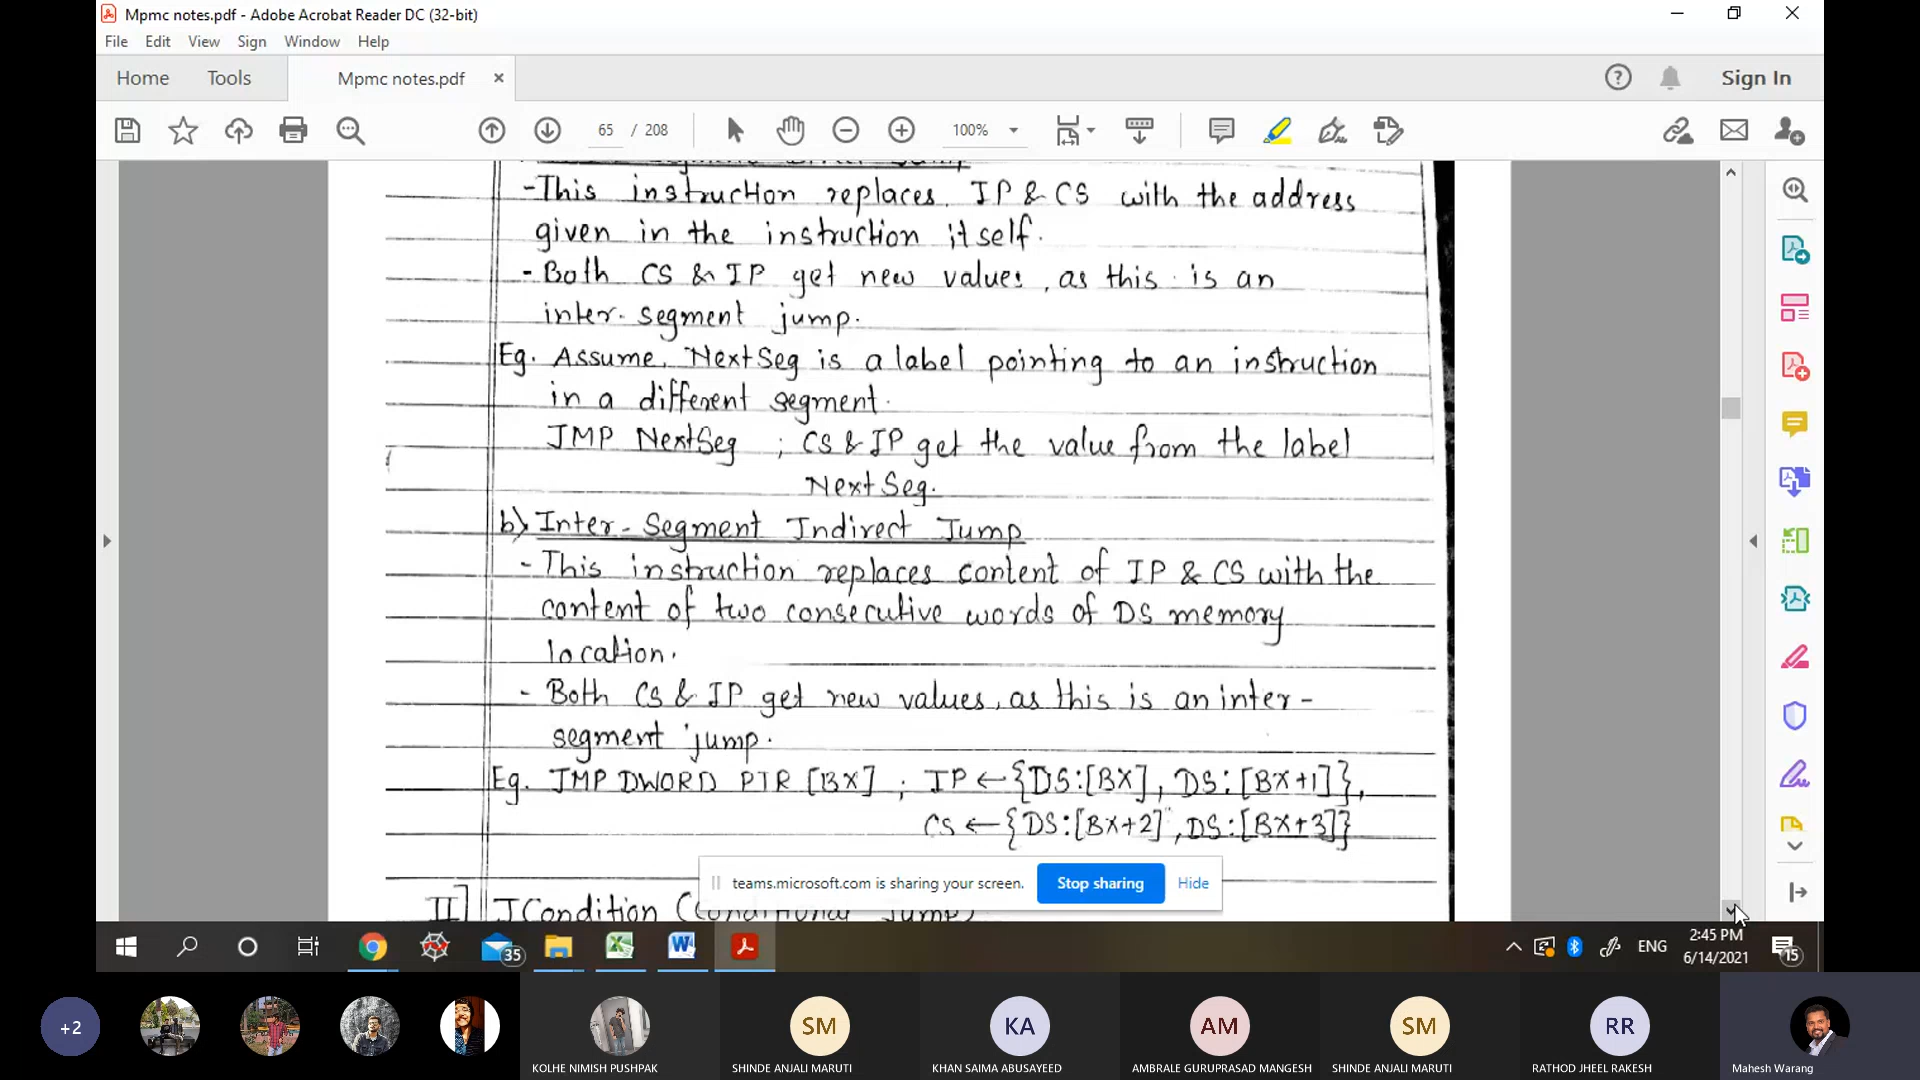 Mpmc notes.pdf - Adobe Acrobat Reader DC (32-bit)
File Edit View Sign Window Help
Home Tools Mpmc notes.pdf × Sign In
65 / 208 100%
- This instruction replaces IP & CS with the address
given in the instruction itself.
- Both CS & IP get new values, as this is an
inter-segment jump.
Eg. Assume, NextSeg is a label pointing to an instruction
in a different segment.
JMP NextSeg ; CS & IP get the value from the label
NextSeg.
b) Inter-Segment Indirect Jump
- This instruction replaces content of IP & CS with the
content of two consecutive words of DS memory
location.
- Both CS & IP get new values, as this is an inter-
segment jump.
Eg. JMP DWORD PTR [BX] ; IP ← {DS:[BX], DS:[BX+1]},
CS ← {DS:[BX+2], DS:[BX+3]}
teams.microsoft.com is sharing your screen. Stop sharing Hide
II] JCondition (Conditional Jump)
35 ENG 2:45 PM
6/14/2021 15
+2 SM KA AM SM RR
KOLHE NIMISH PUSHPAK SHINDE ANJALI MARUTI KHAN SAIMA ABUSAYEED AMBRALE GURUPRASAD MANGESH SHINDE ANJALI MARUTI RATHOD JHEEL RAKESH Mahesh Warang